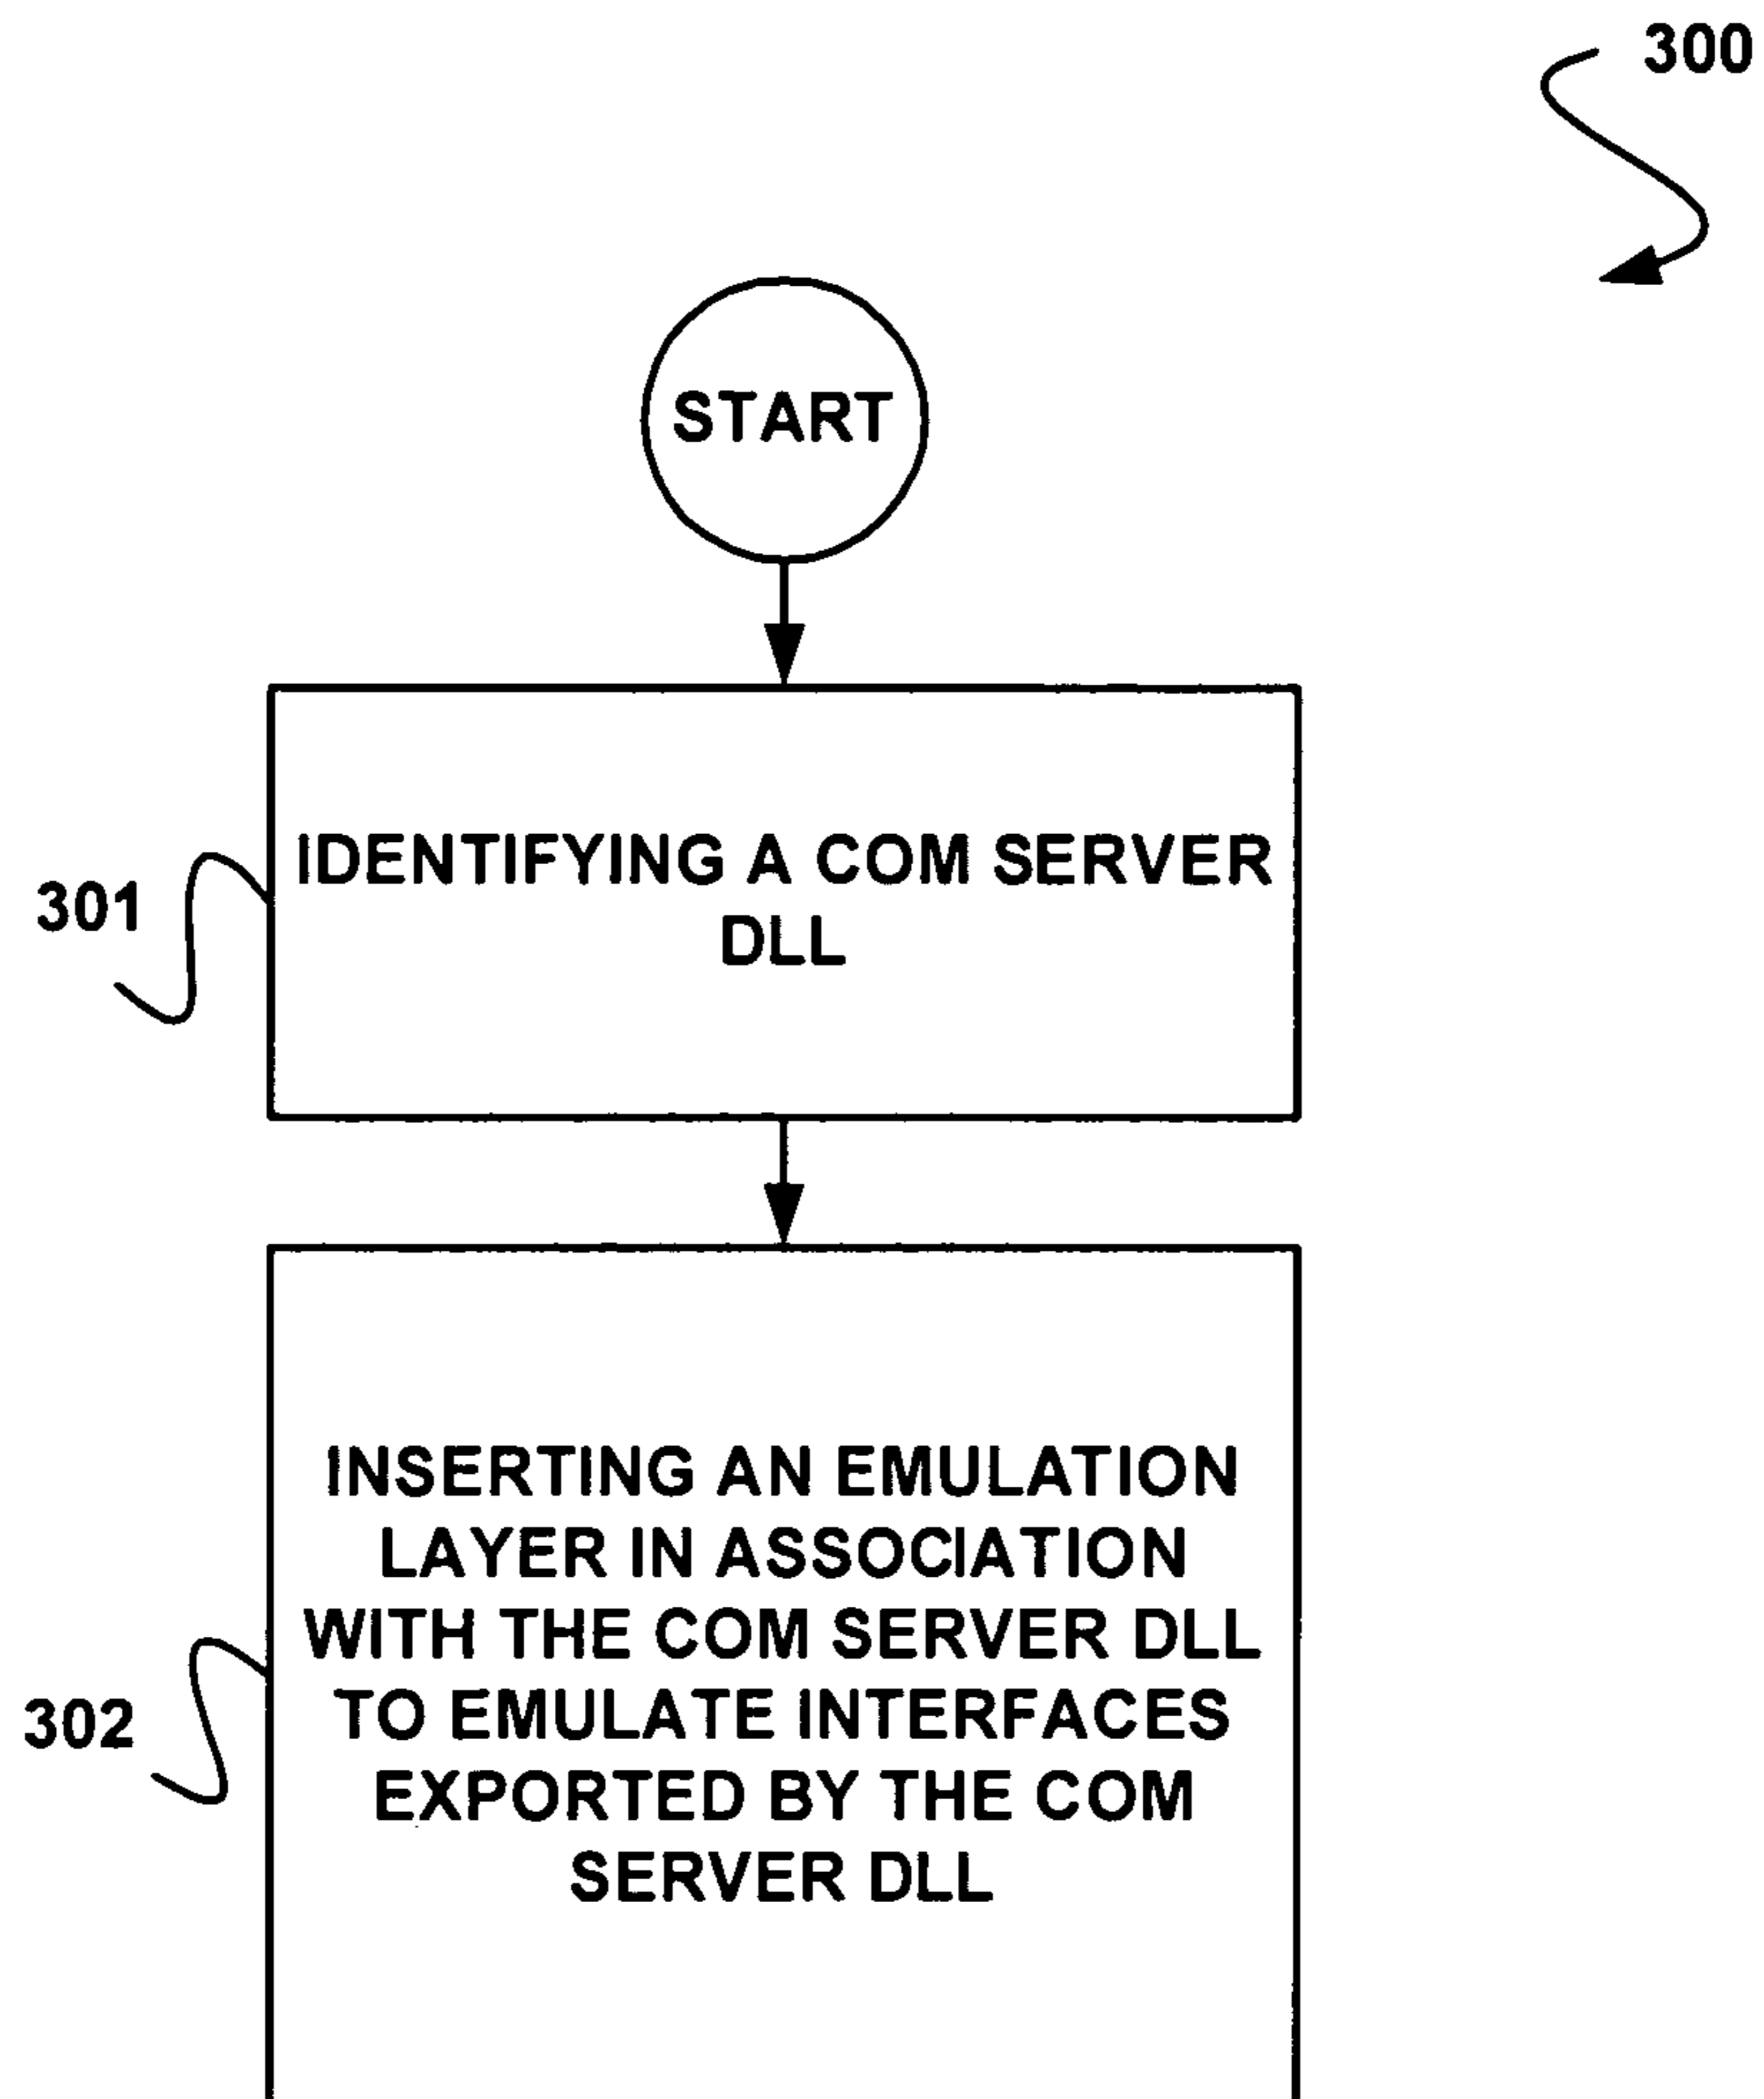 300
START
301
IDENTIFYING A COM SERVER
DLL
302
INSERTING AN EMULATION
LAYER IN ASSOCIATION
WITH THE COM SERVER DLL
TO EMULATE INTERFACES
EXPORTED BY THE COM
SERVER DLL